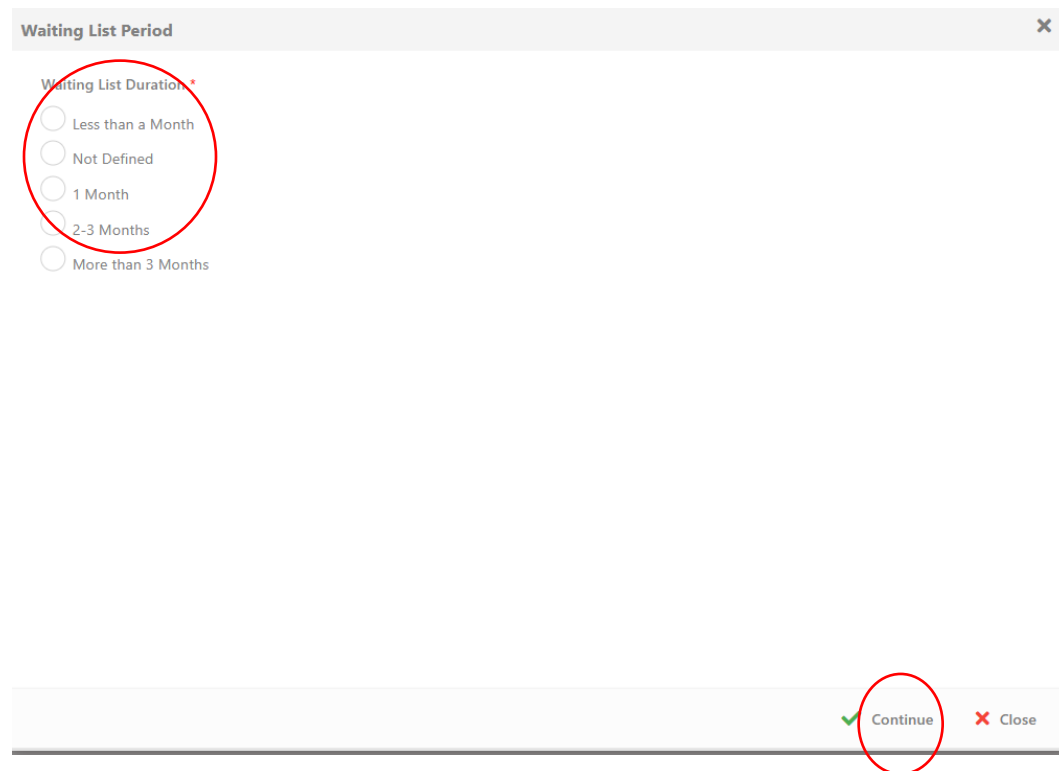 Waiting List Period
Waiting List Duration *
Less than a Month
Not Defined
1 Month
2-3 Months
More than 3 Months
Continue Close